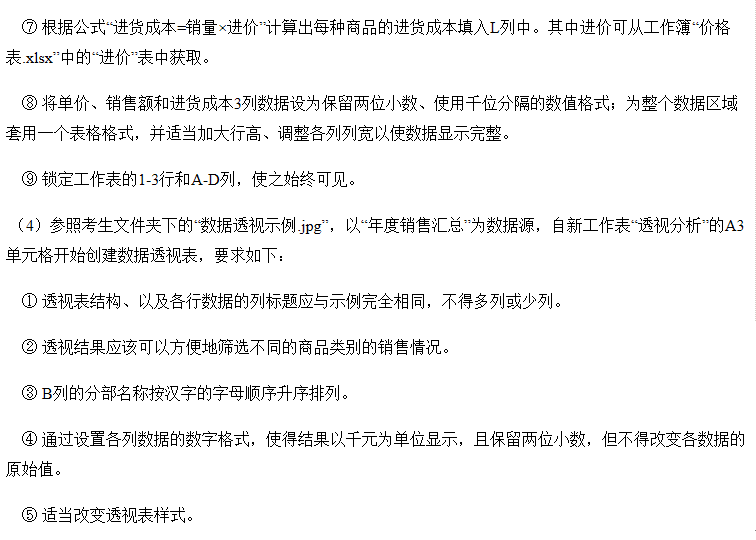 ⑦ 根据公式“进货成本=销量×进价”计算出每种商品的进货成本填入L列中。其中进价可从工作簿“价格
表.xlsx”中的“进价”表中获取。
⑧ 将单价、销售额和进货成本3列数据设为保留两位小数、使用千位分隔的数值格式；为整个数据区域
套用一个表格格式，并适当加大行高、调整各列列宽以使数据显示完整。
⑨ 锁定工作表的1-3行和A-D列，使之始终可见。
（4）参照考生文件夹下的“数据透视示例.jpg”，以“年度销售汇总”为数据源，自新工作表“透视分析”的A3
单元格开始创建数据透视表，要求如下：
① 透视表结构、以及各行数据的列标题应与示例完全相同，不得多列或少列。
② 透视结果应该可以方便地筛选不同的商品类别的销售情况。
③ B列的分部名称按汉字的字母顺序升序排列。
④ 通过设置各列数据的数字格式，使得结果以千元为单位显示，且保留两位小数，但不得改变各数据的
原始值。
⑤ 适当改变透视表样式。